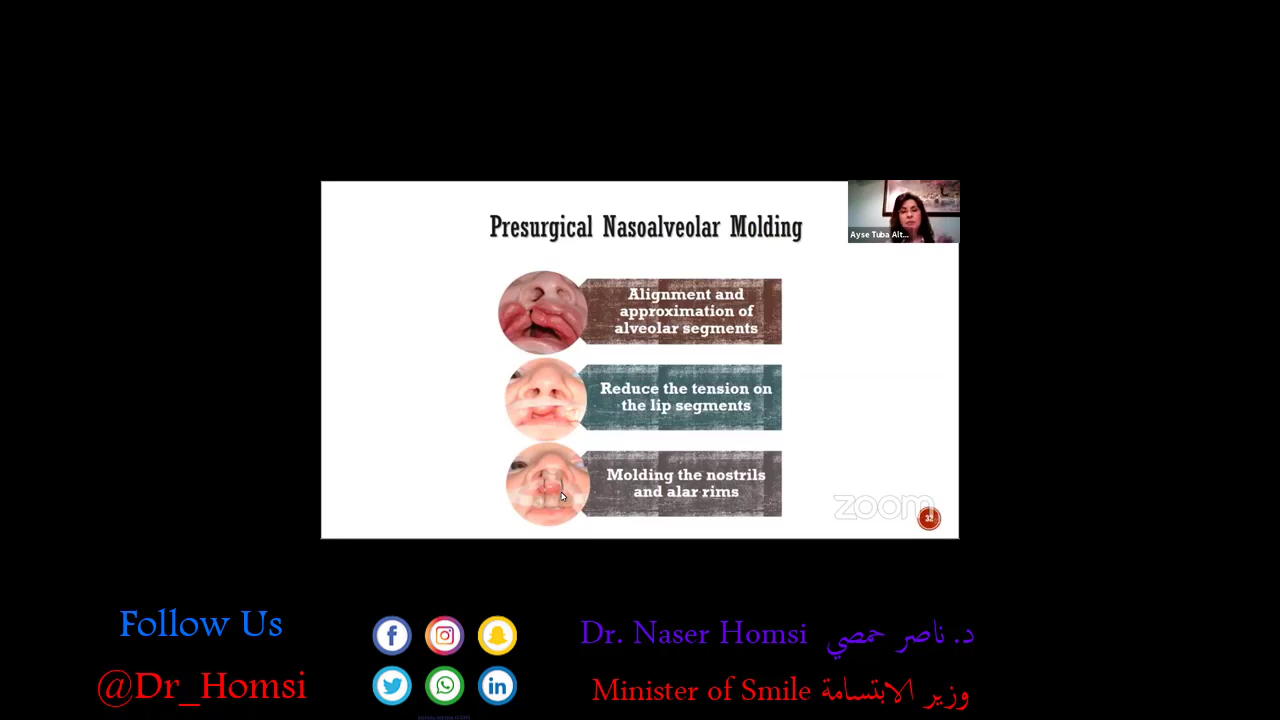 Presurgical Nasoalveolar Molding
Ayse Tuba Alt...
Alignment and
approximation of
alveolar segments
Reduce the tension on
the lip segments
Molding the nostrils
and alar rims
zoom
32
Follow Us
@Dr_Homsi
Dr. Naser Homsi د. ناصر حمصي
Minister of Smile وزير الابتسامة